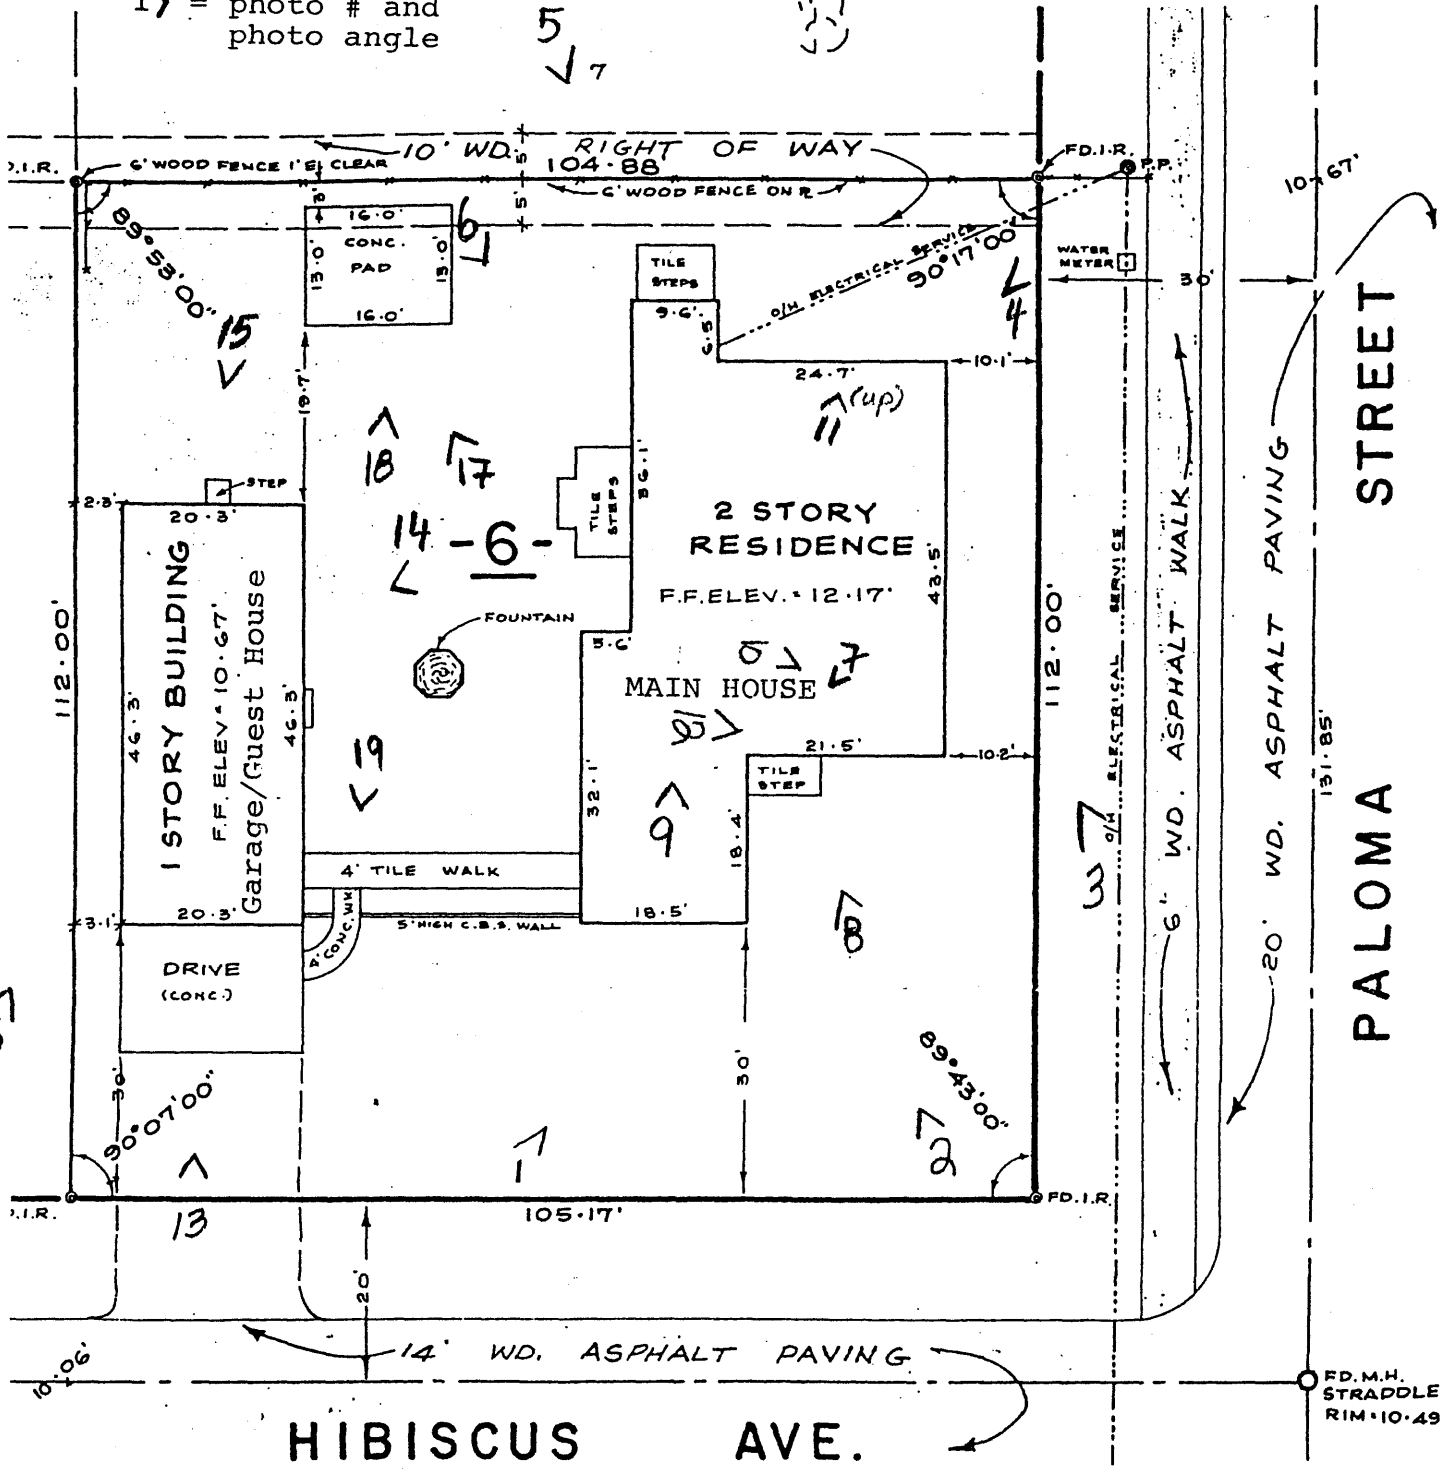 = photo # and
photo angle
5
7
10' WD. RIGHT OF WAY
D.I.R.
6' WOOD FENCE 1' EL CLEAR
104.88
5'
5'
6' WOOD FENCE ON PL
FD.I.R.
P.P.
10.67'
89°53'00"
3'
16.0'
CONC.
PAD
13.0'
13.0'
16.0'
6
TILE
STEPS
O/H ELECTRICAL SERVICE
90°17'00"
WATER
METER
30'
4
15
9.6'
6.5'
24.7'
10.1'
19.7'
11
(up)
18
17
36.1'
STEP
2.3'
20.3'
14
-6-
TILE
STEPS
2 STORY
RESIDENCE
F.F. ELEV. = 12.17'
43.5'
FOUNTAIN
5.6'
7
MAIN HOUSE
10
1 STORY BUILDING
F.F. ELEV = 10.67'
Garage/Guest House
46.3'
46.3'
112.00'
112.00'
19
32.1'
9
21.5'
10.2'
TILE
STEP
18.4'
4' TILE WALK
3.1'
20.3'
4' CONC. WK.
5' HIGH C.B.S. WALL
18.5'
8
3
DRIVE
(CONC.)
30'
30'
90°07'00"
89°43'00"
1
2
13
D.I.R.
105.17'
FD.I.R.
20'
O/H ELECTRICAL SERVICE
6' WD. ASPHALT WALK
20' WD. ASPHALT PAVING
131.85'
PALOMA STREET
14' WD. ASPHALT PAVING
10.06'
FD.M.H.
STRADDLE
RIM = 10.49
HIBISCUS AVE.